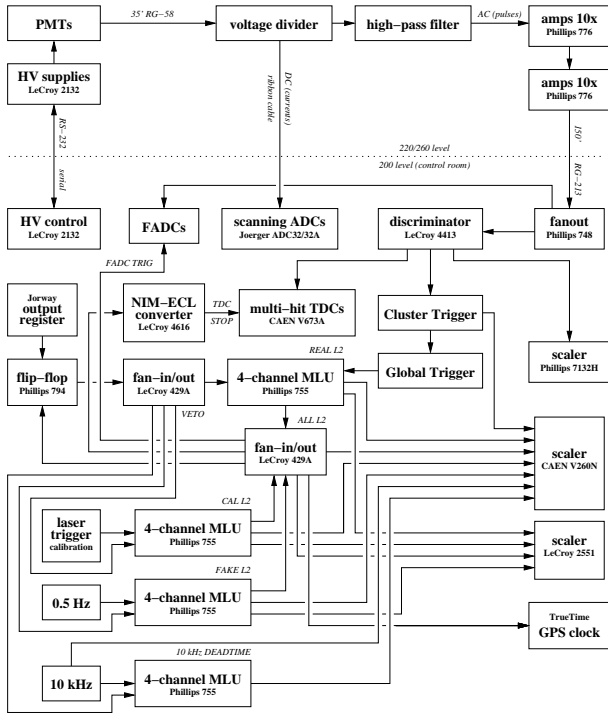 PMTs
35' RG−58
voltage divider
high−pass filter
AC (pulses)
amps 10x
Phillips 776
HV supplies
LeCroy 2132
amps 10x
Phillips 776
RS−232
serial
DC (currents)
ribbon cable
150'
RG−213
220/260 level
200 level (control room)
HV control
LeCroy 2132
FADCs
scanning ADCs
Joerger ADC32/32A
discriminator
LeCroy 4413
fanout
Phillips 748
FADC TRIG
Jorway
output
register
NIM−ECL
converter
LeCroy 4616
TDC
STOP
multi−hit TDCs
CAEN V673A
Cluster Trigger
scaler
Phillips 7132H
REAL L2
flip−flop
Phillips 794
fan−in/out
LeCroy 429A
4−channel MLU
Phillips 755
Global Trigger
VETO
ALL L2
fan−in/out
LeCroy 429A
scaler
CAEN V260N
CAL L2
laser
trigger
calibration
4−channel MLU
Phillips 755
scaler
LeCroy 2551
FAKE L2
0.5 Hz
4−channel MLU
Phillips 755
TrueTime
GPS clock
10 kHz DEADTIME
10 kHz
4−channel MLU
Phillips 755